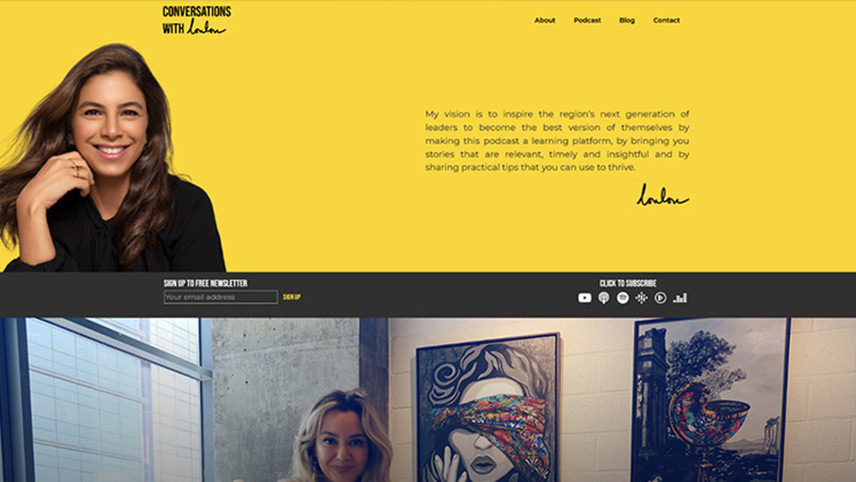 CONVERSATIONS
WITH loulou
About Podcast Blog Contact
My vision is to inspire the region's next generation of
leaders to become the best version of themselves by
making this podcast a learning platform, by bringing you
stories that are relevant, timely and insightful and by
sharing practical tips that you can use to thrive.
loulou
SIGN UP TO FREE NEWSLETTER
Your email address
SIGN UP
CLICK TO SUBSCRIBE